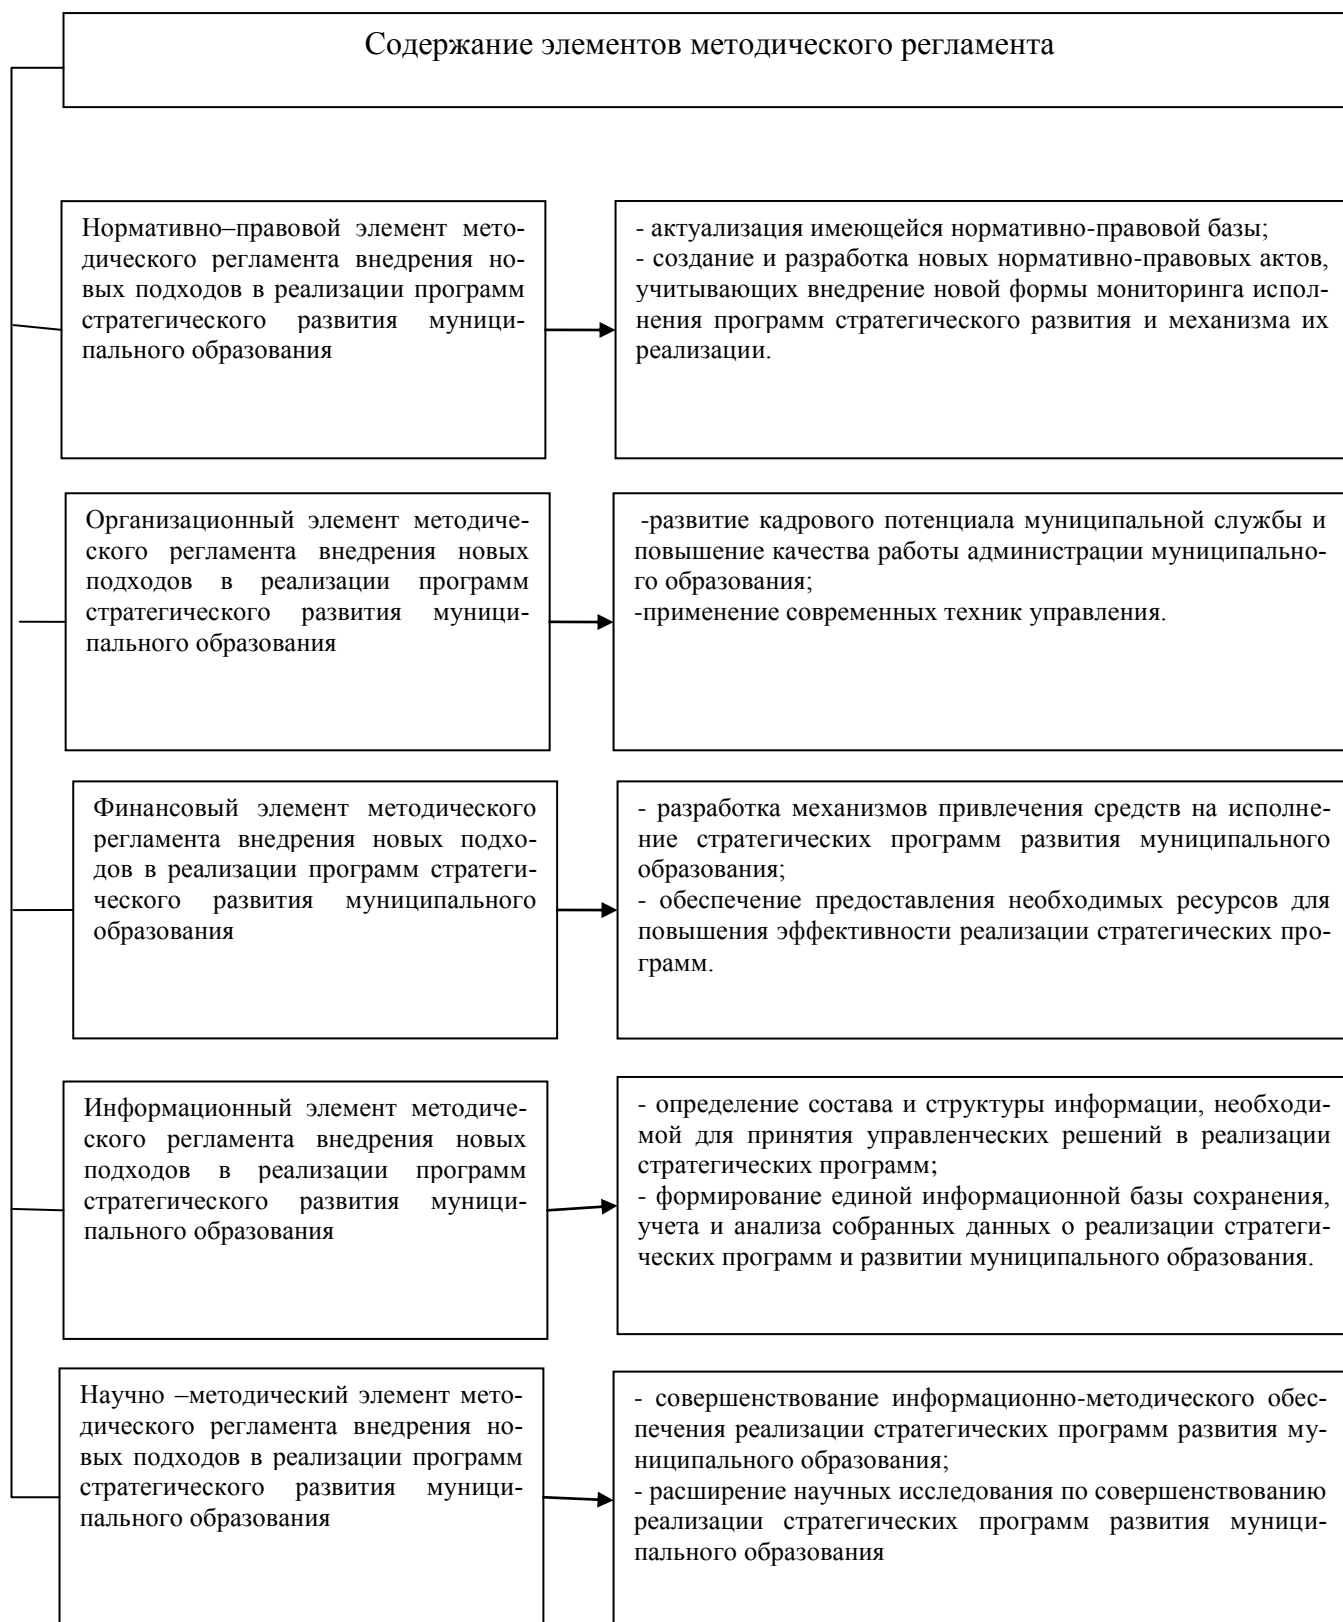 Содержание элементов методического регламента
Нормативно–правовой элемент мето-
дического регламента внедрения но-
вых подходов в реализации программ
стратегического развития муници-
пального образования
- актуализация имеющейся нормативно-правовой базы;
- создание и разработка новых нормативно-правовых актов,
учитывающих внедрение новой формы мониторинга испол-
нения программ стратегического развития и механизма их
реализации.
Организационный элемент методиче-
ского регламента внедрения новых
подходов в реализации программ
стратегического развития муници-
пального образования
-развитие кадрового потенциала муниципальной службы и
повышение качества работы администрации муниципально-
го образования;
-применение современных техник управления.
Финансовый элемент методического
регламента внедрения новых подхо-
дов в реализации программ стратеги-
ческого развития муниципального
образования
- разработка механизмов привлечения средств на исполне-
ние стратегических программ развития муниципального
образования;
- обеспечение предоставления необходимых ресурсов для
повышения эффективности реализации стратегических про-
грамм.
Информационный элемент методиче-
ского регламента внедрения новых
подходов в реализации программ
стратегического развития муници-
пального образования
- определение состава и структуры информации, необходи-
мой для принятия управленческих решений в реализации
стратегических программ;
- формирование единой информационной базы сохранения,
учета и анализа собранных данных о реализации стратеги-
ческих программ и развитии муниципального образования.
Научно –методический элемент мето-
дического регламента внедрения но-
вых подходов в реализации программ
стратегического развития муници-
пального образования
- совершенствование информационно-методического обес-
печения реализации стратегических программ развития му-
ниципального образования;
- расширение научных исследования по совершенствованию
реализации стратегических программ развития муници-
пального образования